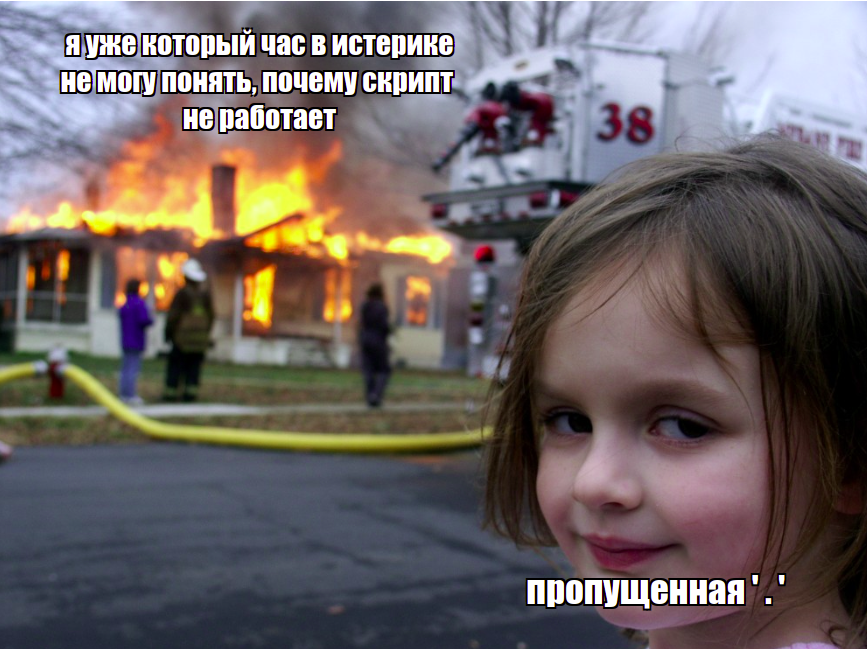 я уже который час в истерике
не могу понять, почему скрипт
не работает
38
пропущенная ' . '